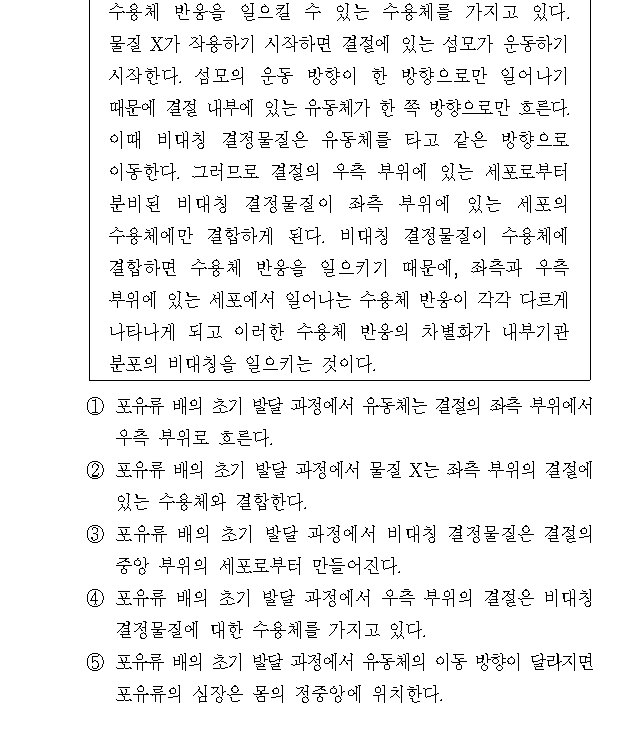 수용체 반응을 일으킬 수 있는 수용체를 가지고 있다.
물질 X가 작용하기 시작하면 결절에 있는 섬모가 운동하기
시작한다. 섬모의 운동 방향이 한 방향으로만 일어나기
때문에 결절 내부에 있는 유동체가 한 쪽 방향으로만 흐른다.
이때 비대칭 결정물질은 유동체를 타고 같은 방향으로
이동한다. 그러므로 결절의 우측 부위에 있는 세포로부터
분비된 비대칭 결정물질이 좌측 부위에 있는 세포의
수용체에만 결합하게 된다. 비대칭 결정물질이 수용체에
결합하면 수용체 반응을 일으키기 때문에, 좌측과 우측
부위에 있는 세포에서 일어나는 수용체 반응이 각각 다르게
나타나게 되고 이러한 수용체 반응의 차별화가 내부기관
분포의 비대칭을 일으키는 것이다.
① 포유류 배의 초기 발달 과정에서 유동체는 결절의 좌측 부위에서
우측 부위로 흐른다.
② 포유류 배의 초기 발달 과정에서 물질 X는 좌측 부위의 결절에
있는 수용체와 결합한다.
③ 포유류 배의 초기 발달 과정에서 비대칭 결정물질은 결절의
중앙 부위의 세포로부터 만들어진다.
④ 포유류 배의 초기 발달 과정에서 우측 부위의 결절은 비대칭
결정물질에 대한 수용체를 가지고 있다.
⑤ 포유류 배의 초기 발달 과정에서 유동체의 이동 방향이 달라지면
포유류의 심장은 몸의 정중앙에 위치한다.